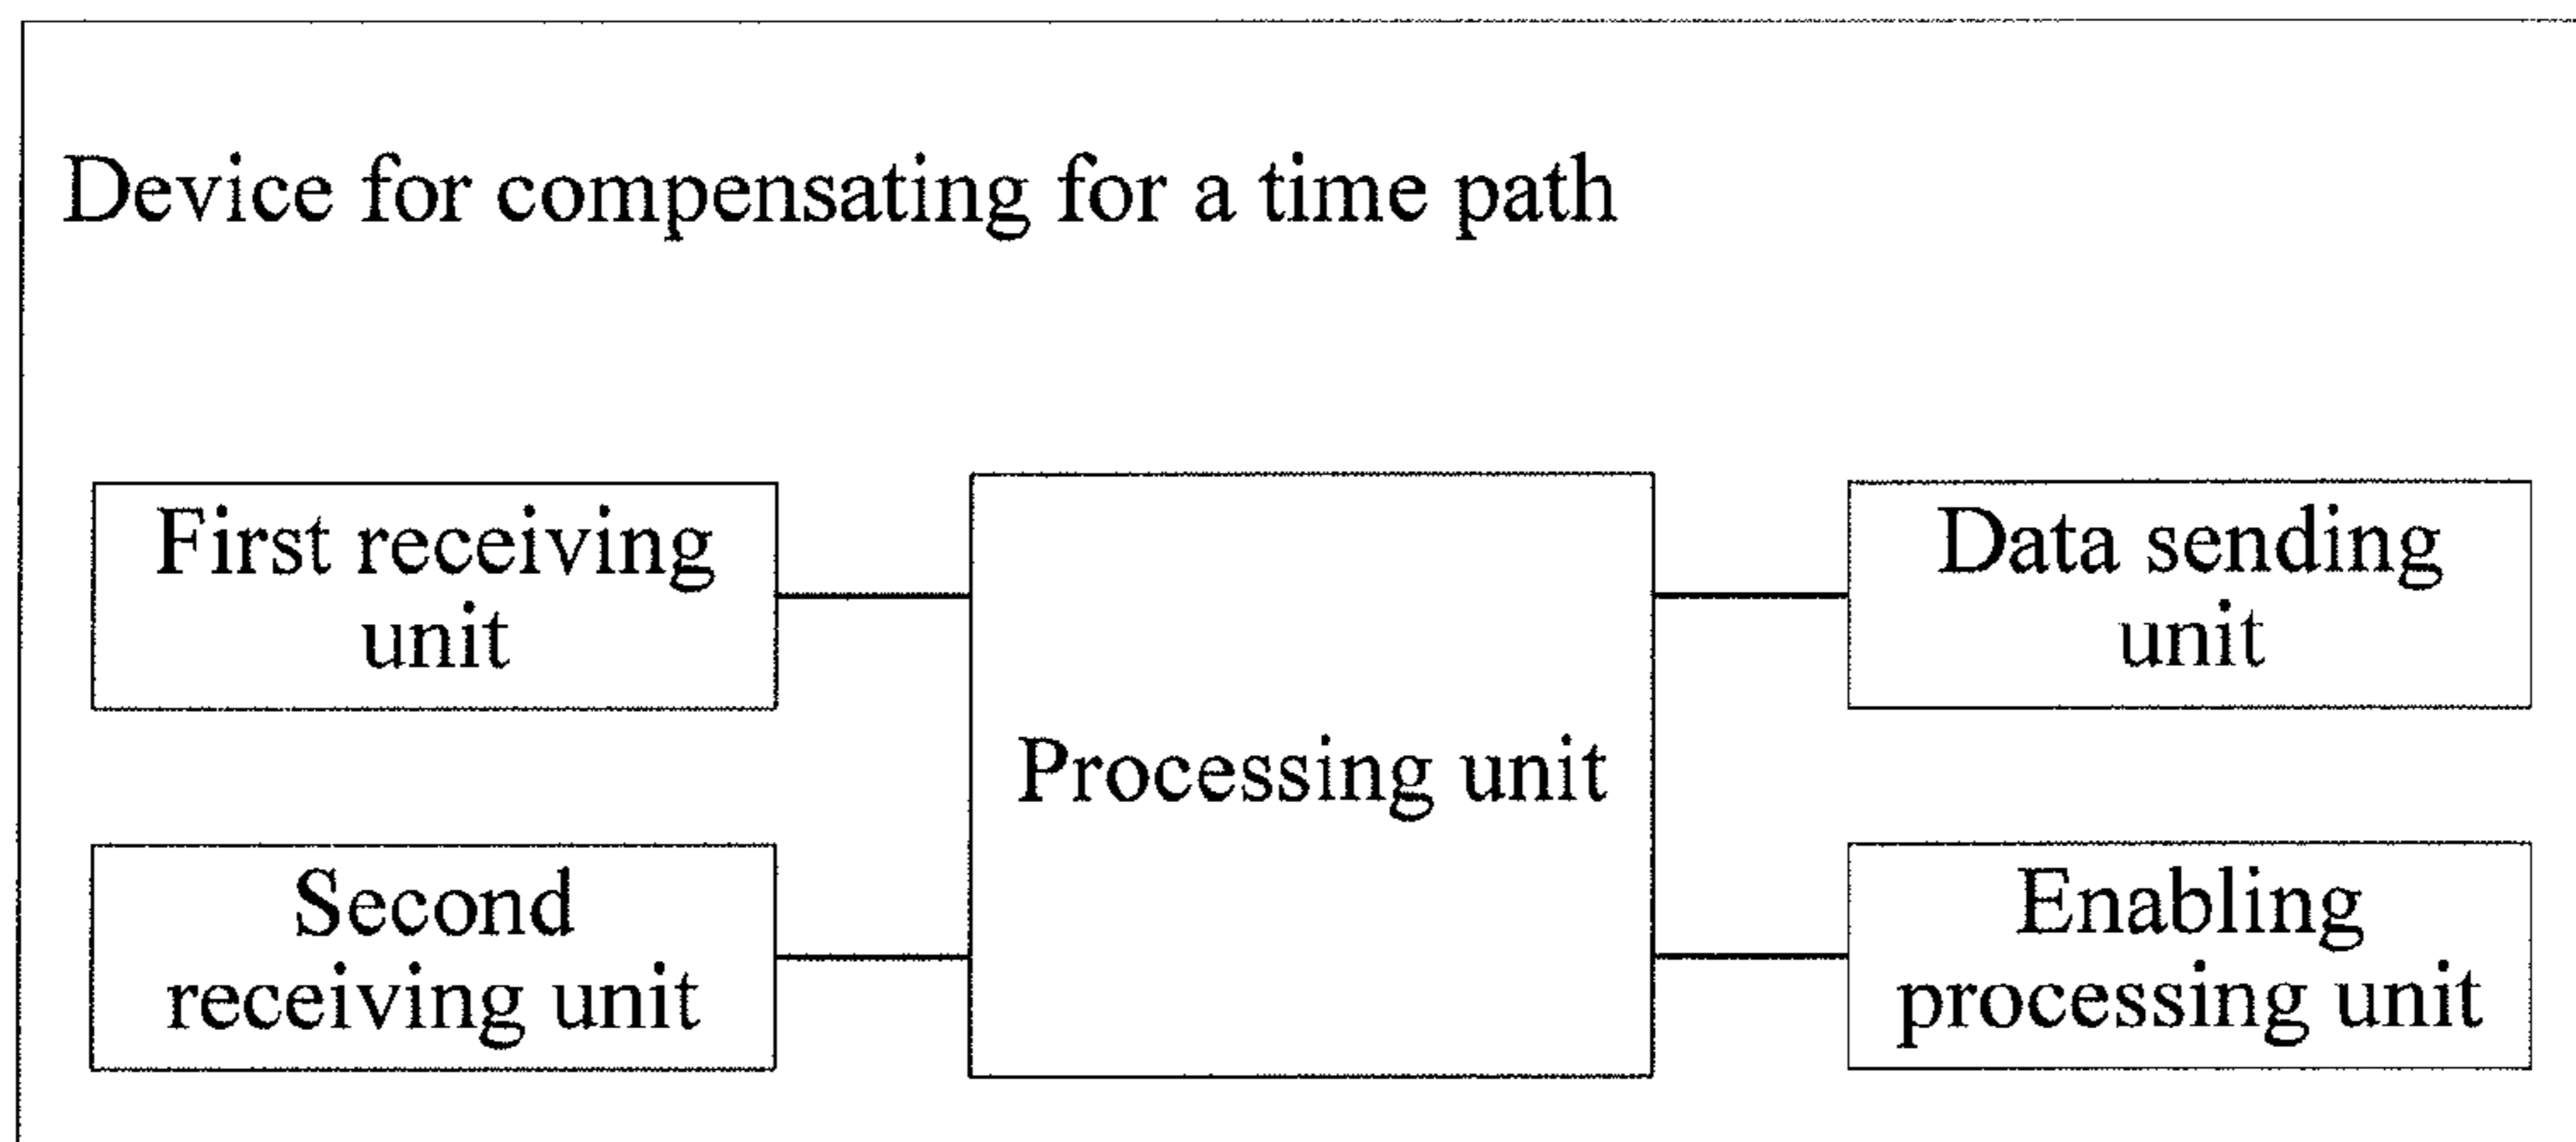 Device for compensating for a time path
First receiving
unit
Data sending
unit
Processing unit
Second
receiving unit
Enabling
processing unit